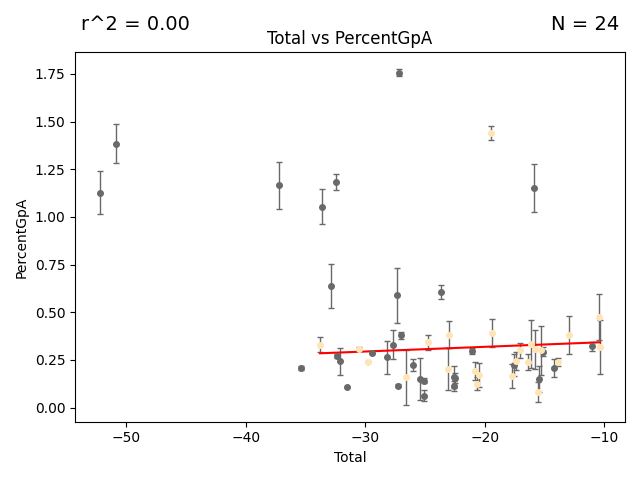 r^2 = 0.00
N = 24
Total vs PercentGpA
1.75
1.50
1.25
1.00
0.75
0.50
0.25
0.00
PercentGpA
−50
−40
−30
−20
−10
Total